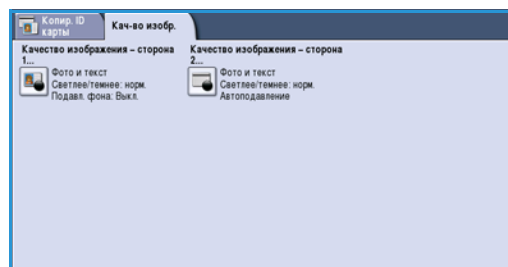 Копир. ID
карты
Кач-во изобр.
Качество изображения – сторона
1...
Фото и текст
Светлее/темнее: норм.
Подавл. фона: Выкл.
Качество изображения – сторона
2...
Фото и текст
Светлее/темнее: норм.
Автоподавление